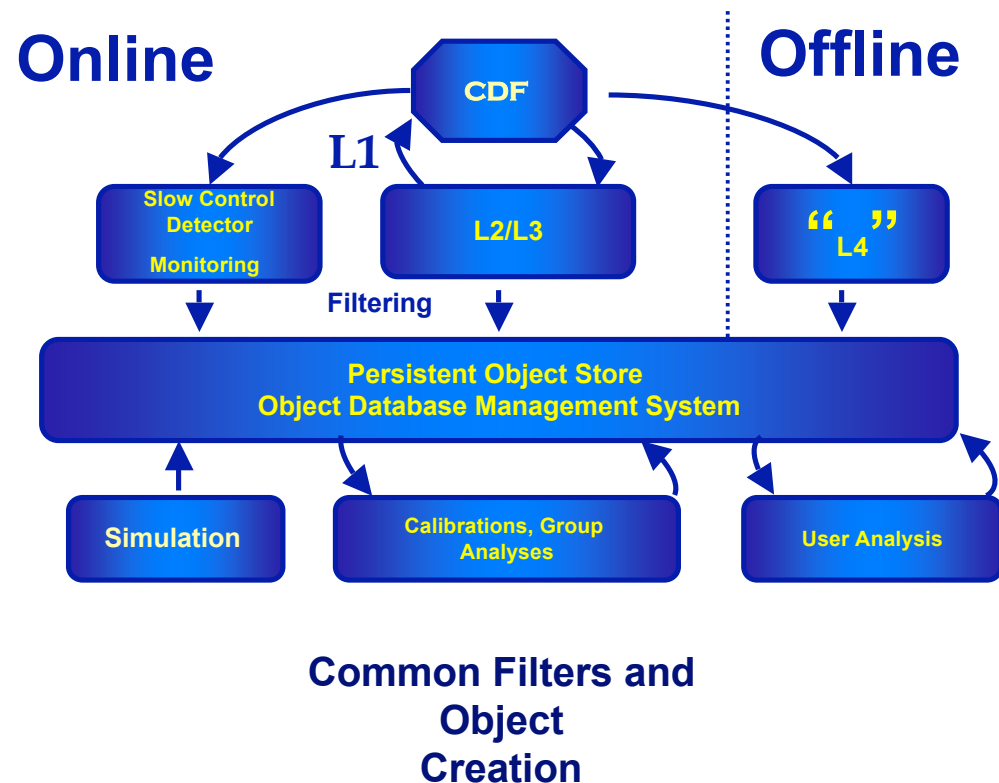 Online
Offline
CDF
L1
Slow Control
Detector
Monitoring
L2/L3
“ L4 ”
Filtering
Persistent Object Store
Object Database Management System
Simulation
Calibrations, Group
Analyses
User Analysis
Common Filters and
Object
Creation